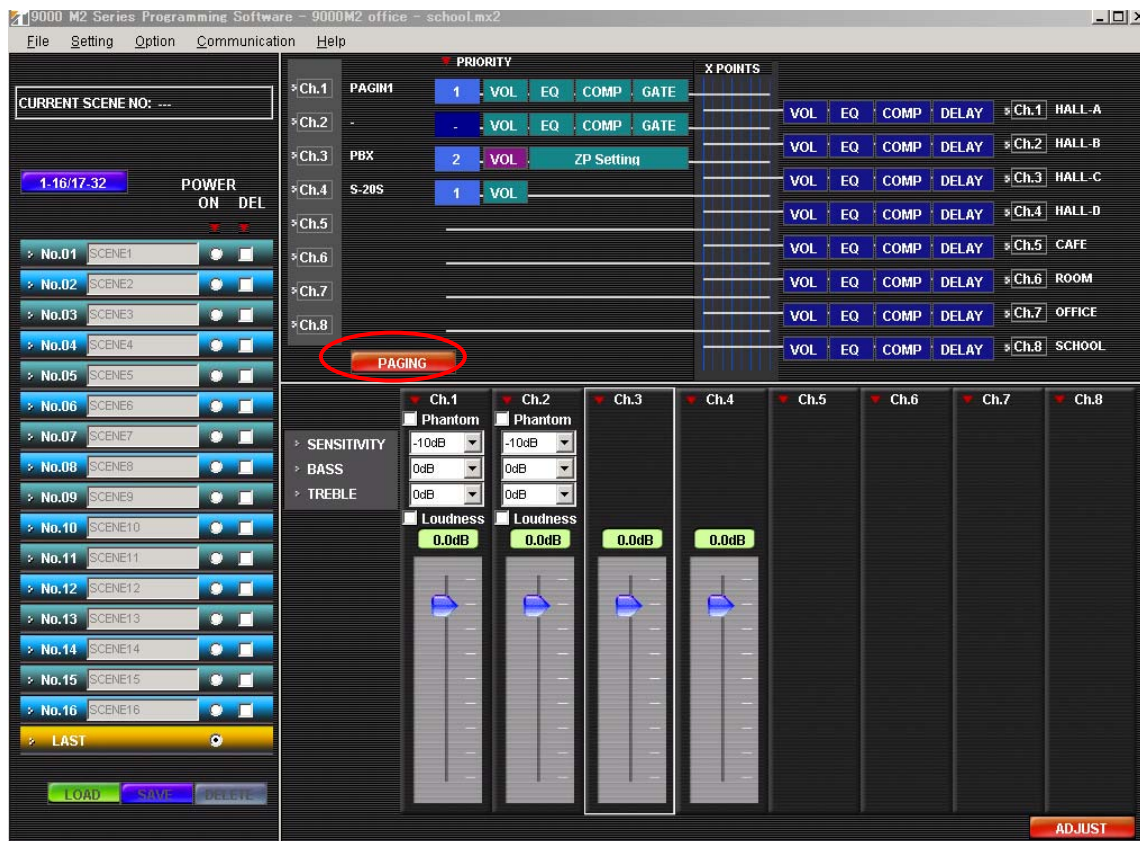 9000 M2 Series Programming Software - 9000M2 office - school.mx2
File Setting Option Communication Help
CURRENT SCENE NO: ---
1-16/17-32
POWER
ON DEL
No.01 SCENE1
No.02 SCENE2
No.03 SCENE3
No.04 SCENE4
No.05 SCENE5
No.06 SCENE6
No.07 SCENE7
No.08 SCENE8
No.09 SCENE9
No.10 SCENE10
No.11 SCENE11
No.12 SCENE12
No.13 SCENE13
No.14 SCENE14
No.15 SCENE15
No.16 SCENE16
LAST
LOAD SAVE DELETE
PRIORITY
X POINTS
Ch.1 PAGIN1 1 VOL EQ COMP GATE
Ch.2 - - VOL EQ COMP GATE
Ch.3 PBX 2 VOL ZP Setting
Ch.4 S-20S 1 VOL
Ch.5
Ch.6
Ch.7
Ch.8
PAGING
VOL EQ COMP DELAY Ch.1 HALL-A
VOL EQ COMP DELAY Ch.2 HALL-B
VOL EQ COMP DELAY Ch.3 HALL-C
VOL EQ COMP DELAY Ch.4 HALL-D
VOL EQ COMP DELAY Ch.5 CAFE
VOL EQ COMP DELAY Ch.6 ROOM
VOL EQ COMP DELAY Ch.7 OFFICE
VOL EQ COMP DELAY Ch.8 SCHOOL
Ch.1 Ch.2 Ch.3 Ch.4 Ch.5 Ch.6 Ch.7 Ch.8
Phantom Phantom
SENSITIVITY -10dB -10dB
BASS 0dB 0dB
TREBLE 0dB 0dB
Loudness Loudness
0.0dB 0.0dB 0.0dB 0.0dB
ADJUST